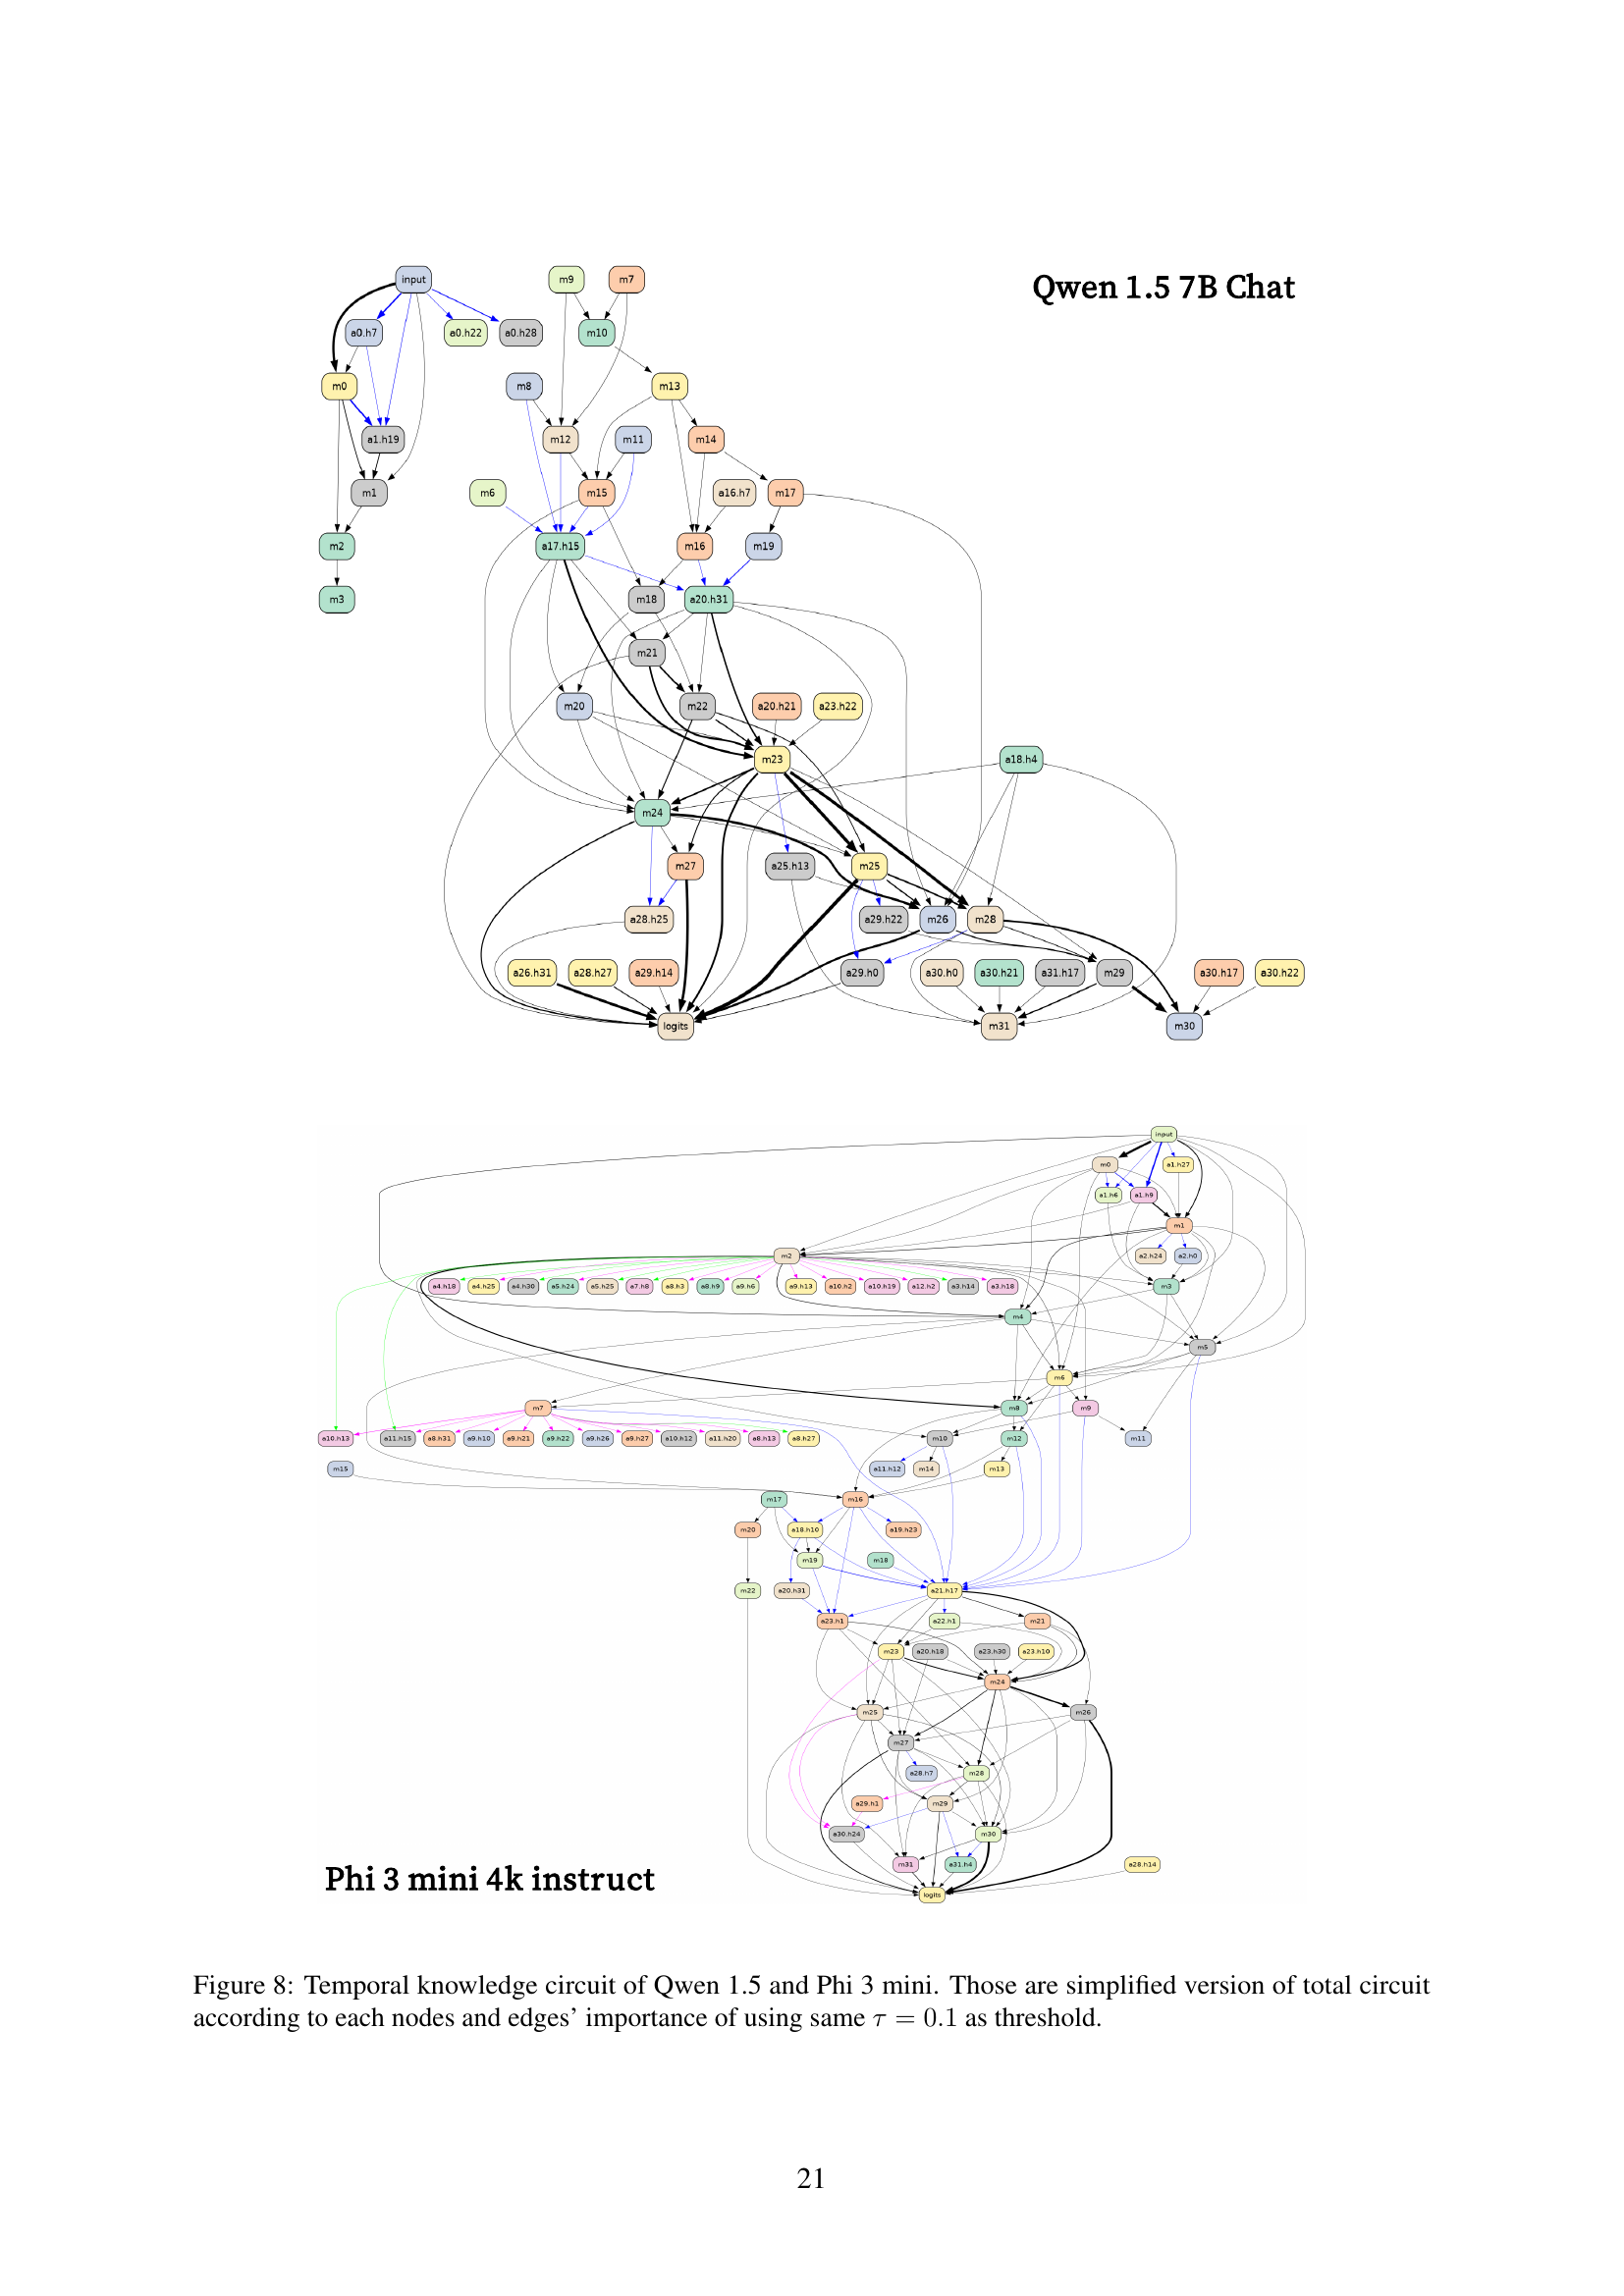 Qwen 1.5 7B Chat
input m9 m7
a0.h7 a0.h22 a0.h28 m10
m0 m8 m13
a1.h19 m12 m11 m14
m1 m6 m15 a16.h7 m17
m2 a17.h15 m16 m19
m3 m18 a20.h31
m21
m20 m22 a20.h21 a23.h22
m23 a18.h4
m24
m27 a25.h13 m25
a28.h25 a29.h22 m26 m28
a26.h31 a28.h27 a29.h14 a29.h0 a30.h0 a30.h21 a31.h17 m29 a30.h17 a30.h22
logits m31 m30
input
m0 a1.h27
a1.h6 a1.h9
m1
m2 a2.h24 a2.h0
a4.h18 a4.h25 a4.h30 a5.h24 a5.h25 a7.h8 a8.h3 a8.h9 a9.h6 a9.h13 a10.h2 a10.h19 a12.h2 a3.h14 a3.h18 m3
m4
m5
m6
m7 m8 m9
a10.h13 a11.h15 a8.h31 a9.h10 a9.h21 a9.h22 a9.h26 a9.h27 a10.h12 a11.h20 a8.h13 a8.h27 m10 m12 m11
m15 a11.h12 m14 m13
m17 m16
m20 a18.h10 a19.h23
m19 m18
m22 a20.h31 a21.h17
a23.h1 a22.h1 m21
m23 a20.h18 a23.h30 a23.h10
m24
m25 m26
m27
a28.h7 m28
a29.h1 m29
a30.h24 m30
m31 a31.h4 a28.h14
Phi 3 mini 4k instruct
logits
Figure 8: Temporal knowledge circuit of Qwen 1.5 and Phi 3 mini. Those are simplified version of total circuit
according to each nodes and edges’ importance of using same τ = 0.1 as threshold.
21